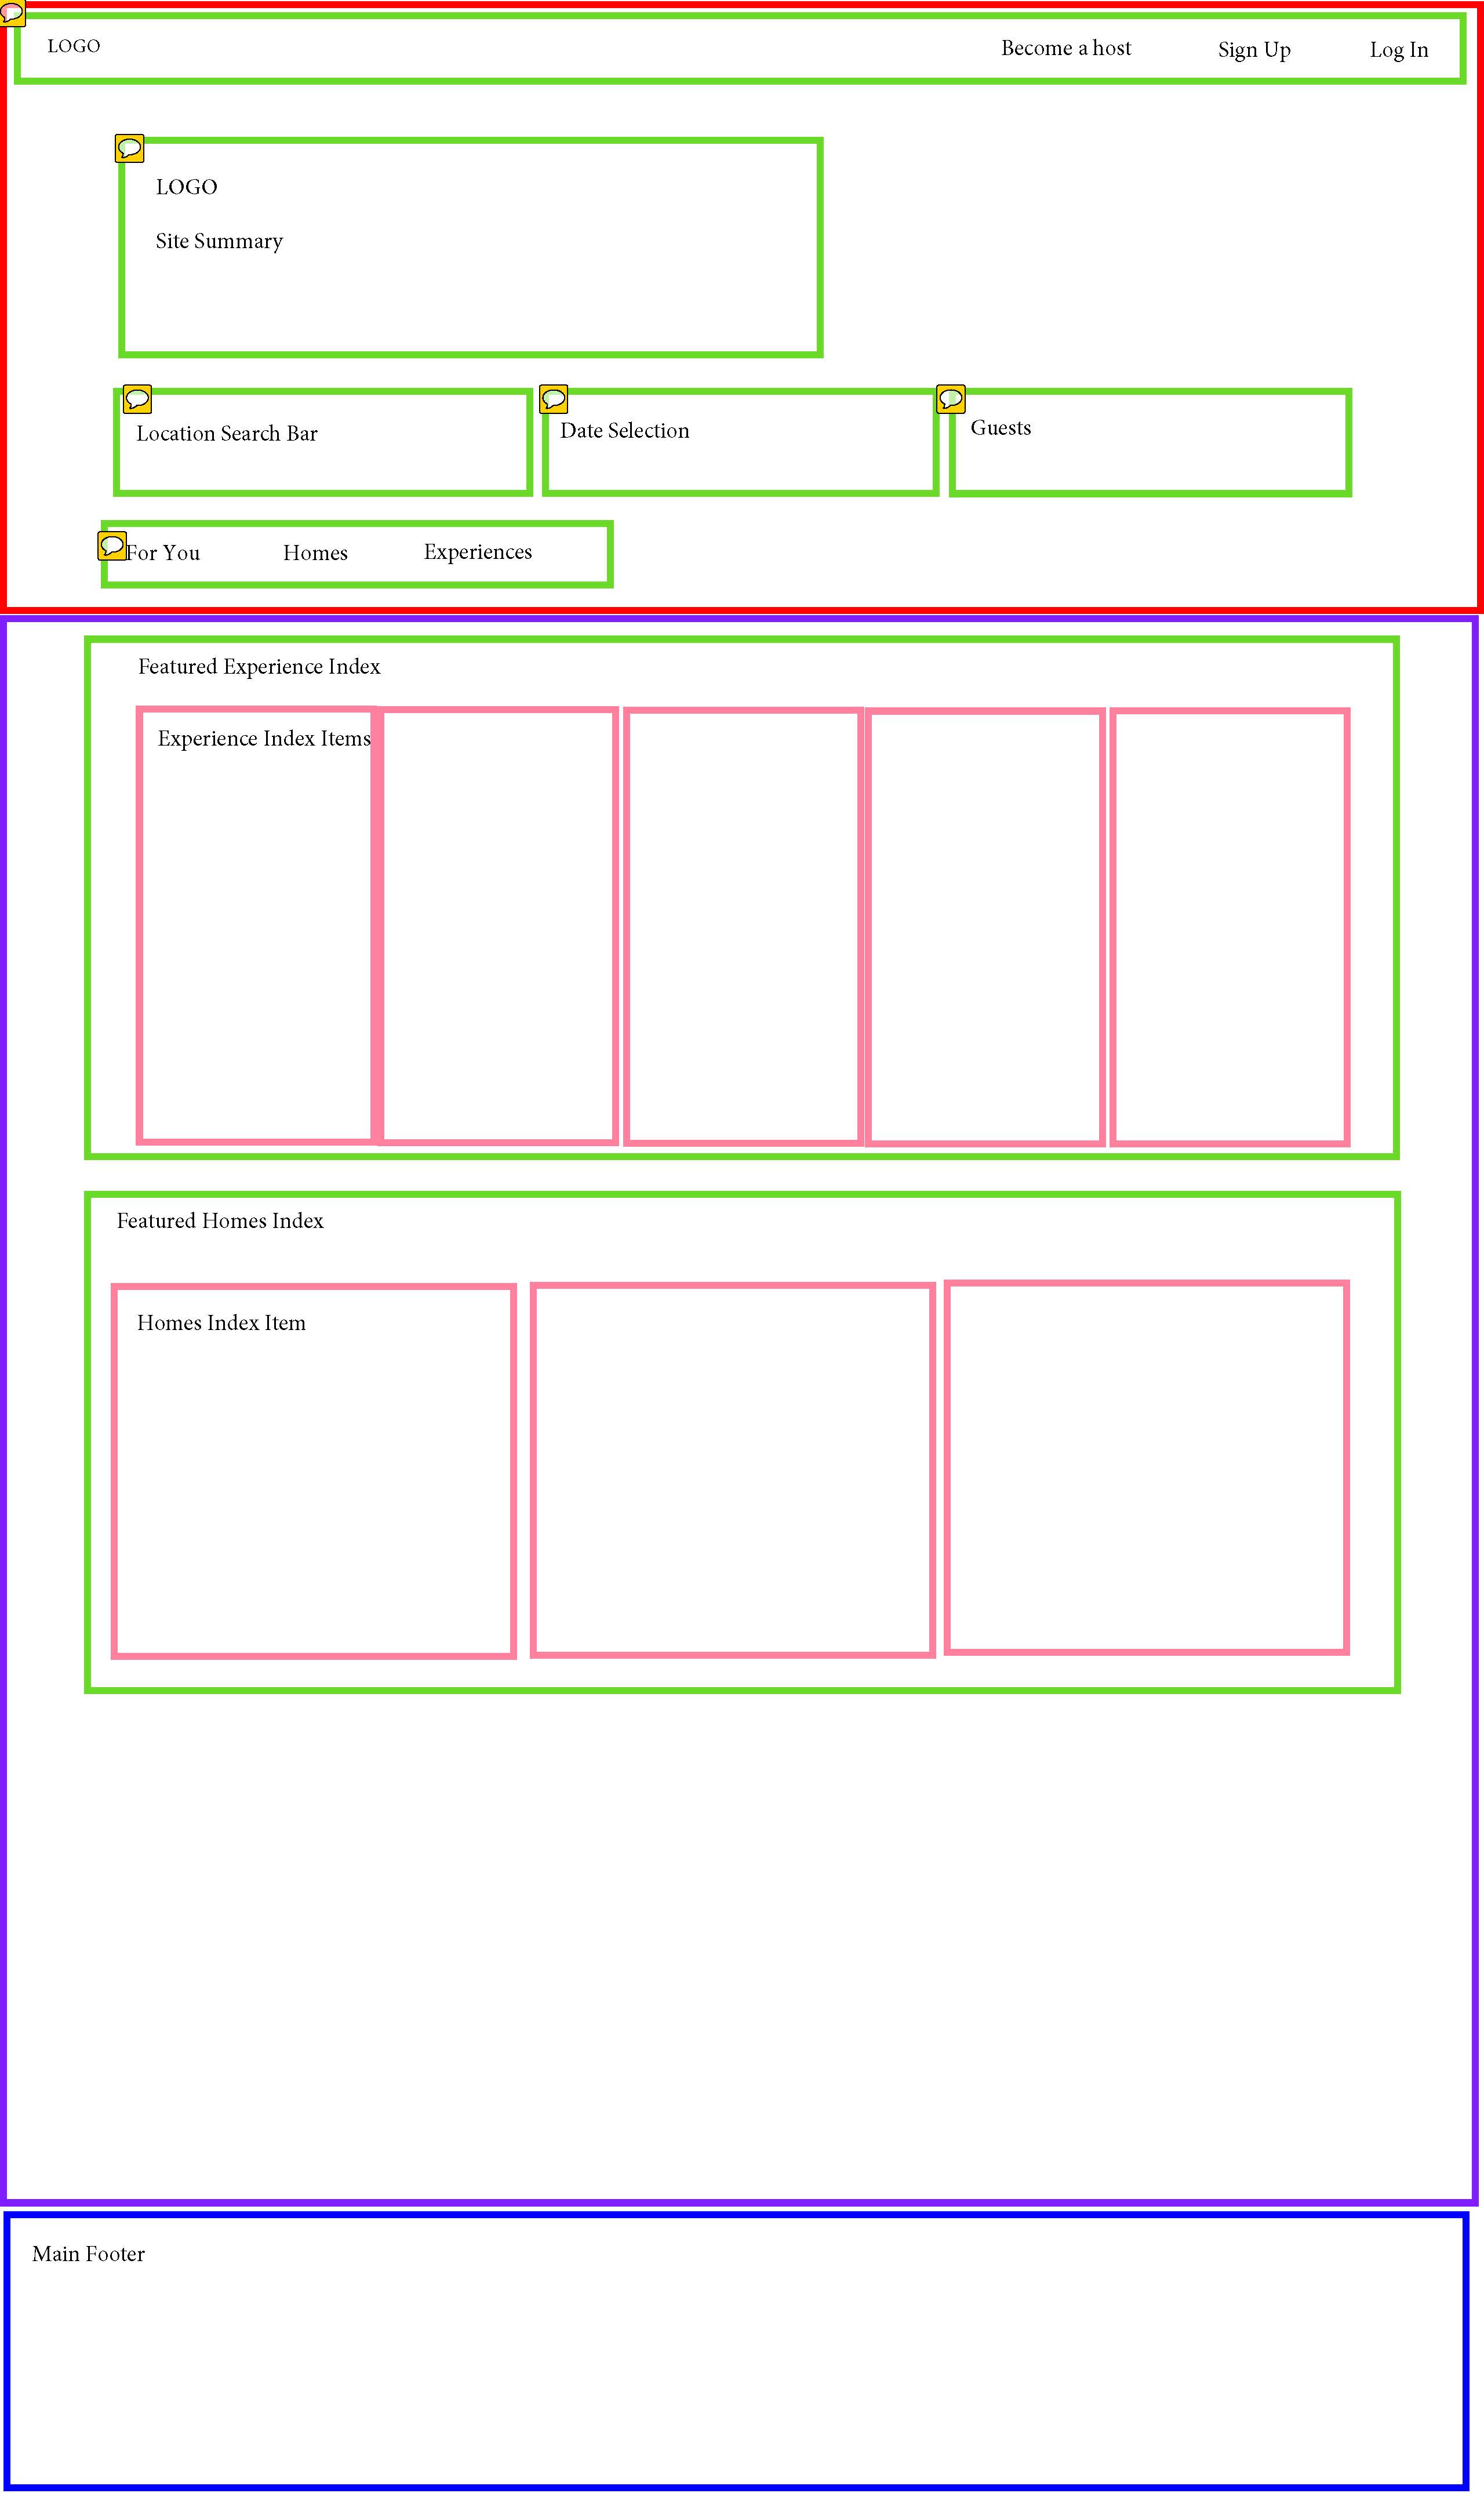 LOGO
Become a host
Sign Up
Log In
LOGO
Site Summary
Location Search Bar
Date Selection
Guests
For You
Homes
Experiences
Featured Experience Index
Experience Index Items
Featured Homes Index
Homes Index Item
Main Footer